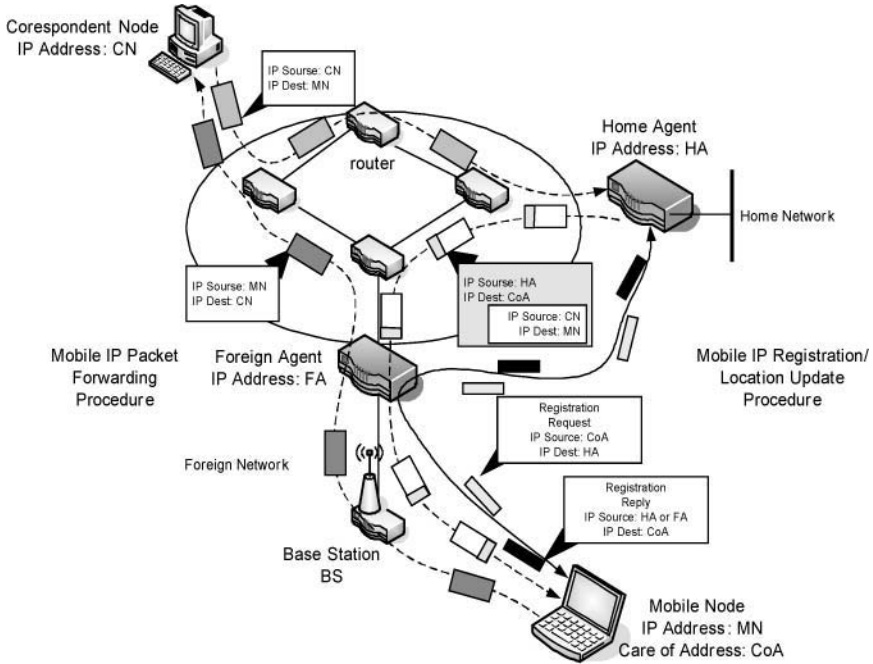 Corespondent Node
IP Address: CN
IP Sourse: CN
IP Dest: MN
router
Home Agent
IP Address: HA
Home Network
IP Sourse: MN
IP Dest: CN
IP Sourse: HA
IP Dest: CoA
IP Source: CN
IP Dest: MN
Mobile IP Packet
Forwarding
Procedure
Foreign Agent
IP Address: FA
Mobile IP Registration/
Location Update
Procedure
Registration
Request
IP Source: CoA
IP Dest: HA
Foreign Network
Registration
Reply
IP Source: HA or FA
IP Dest: CoA
Base Station
BS
Mobile Node
IP Address: MN
Care of Address: CoA